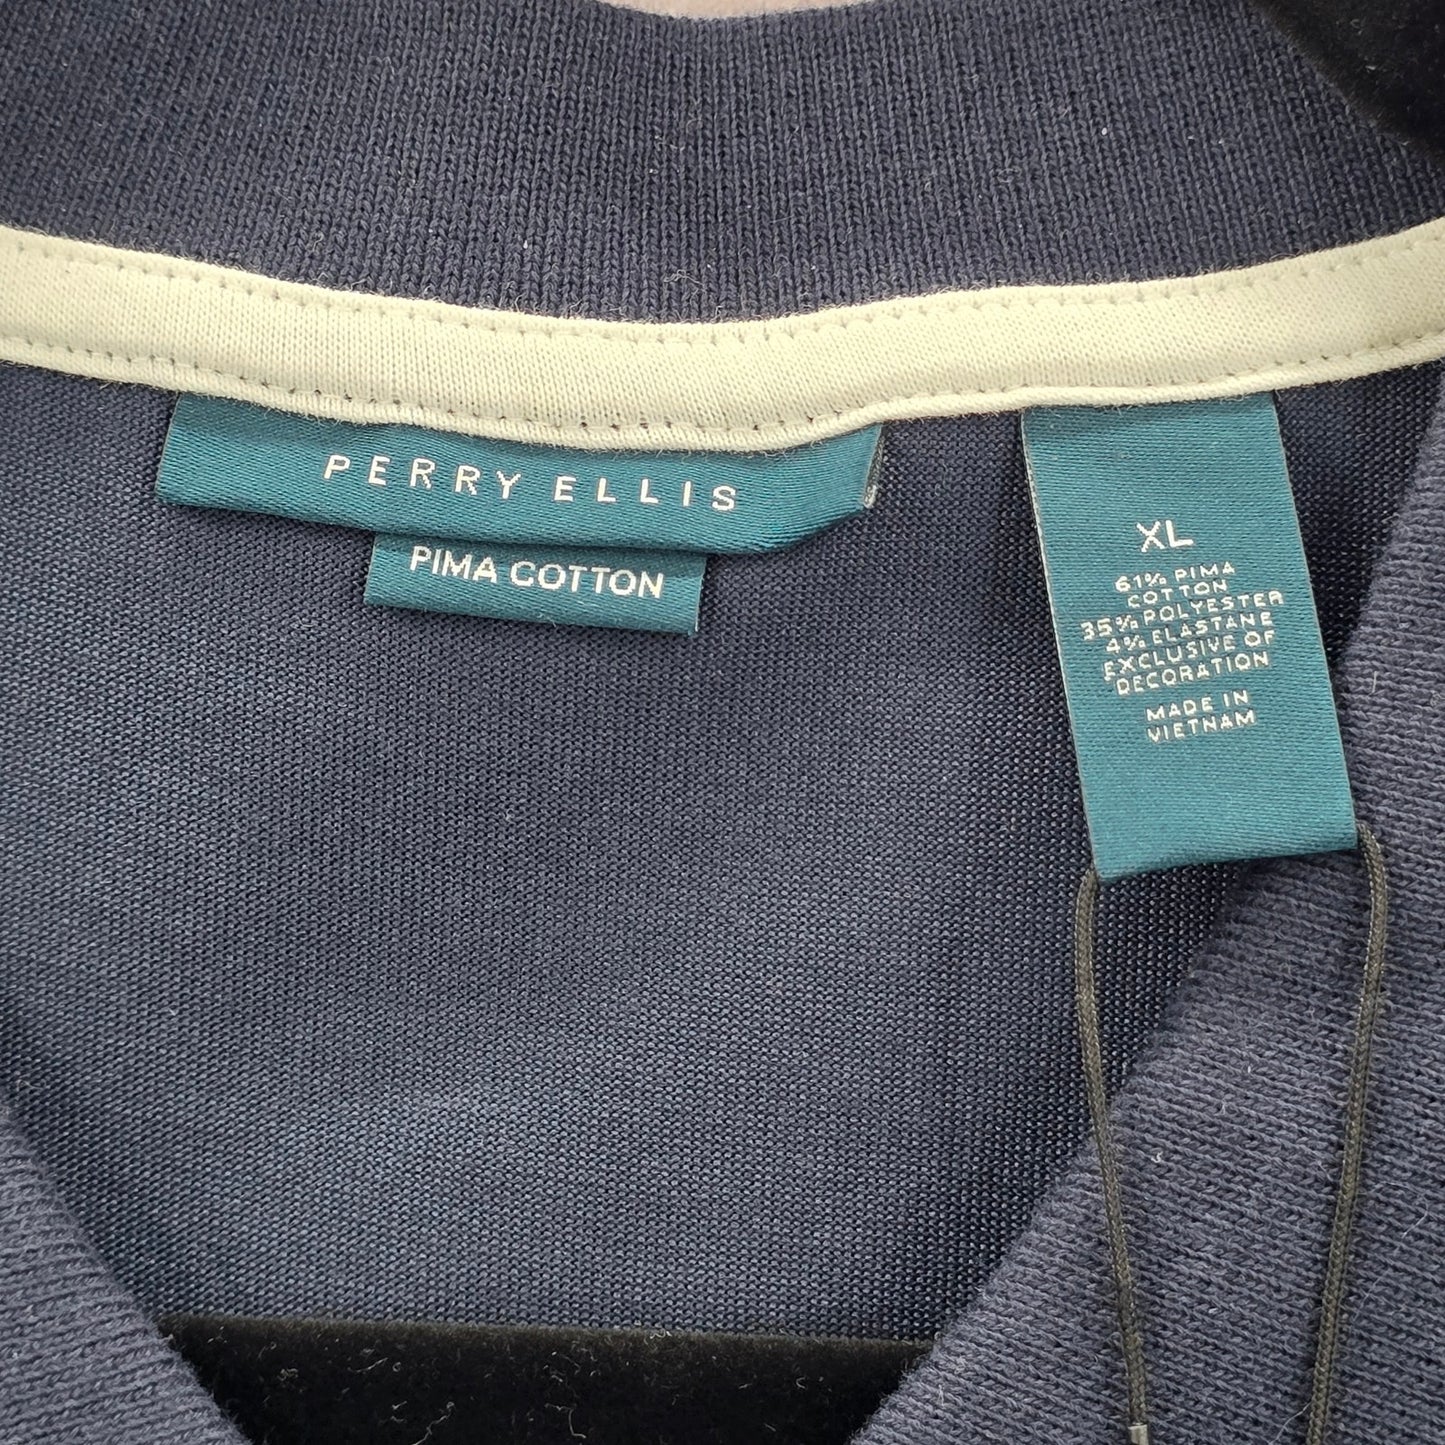 PERRY ELLIS
PIMA COTTON
XL
61% PIMA
COTTON
35% POLYESTER
4% ELASTANE
EXCLUSIVE OF
DECORATION
MADE IN
VIETNAM